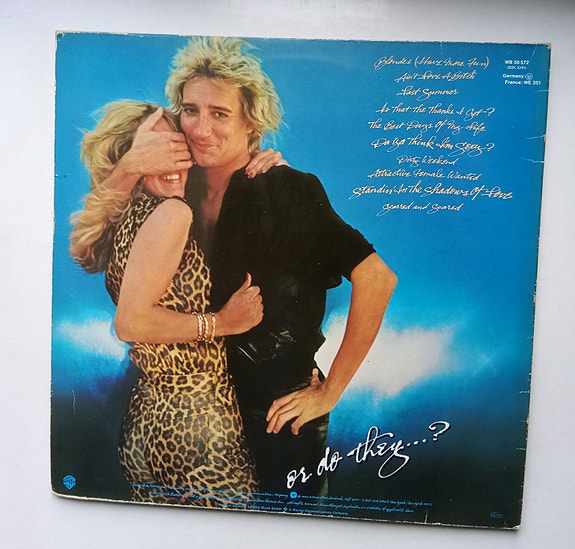 Blondes (Have More Fun)
Ain't Love A Bitch
Last Summer
Is That The Thanks I Get?
The Best Days Of My Life
Da Ya Think I'm Sexy?
Dirty Weekend
Attractive Female Wanted
Standin' In The Shadows Of Love
Scarred and Scared
WB 56 572
(BSK 3261)
Germany:
France: WE 351
or do they...?